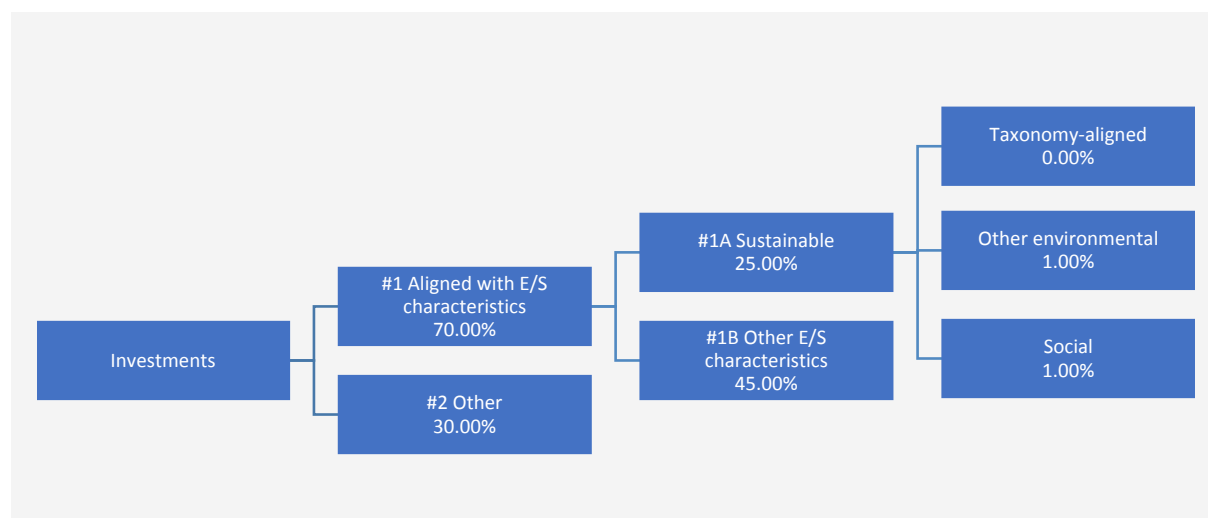 Investments
#1 Aligned with E/S
characteristics
70.00%
#2 Other
30.00%
#1A Sustainable
25.00%
#1B Other E/S
characteristics
45.00%
Taxonomy-aligned
0.00%
Other environmental
1.00%
Social
1.00%